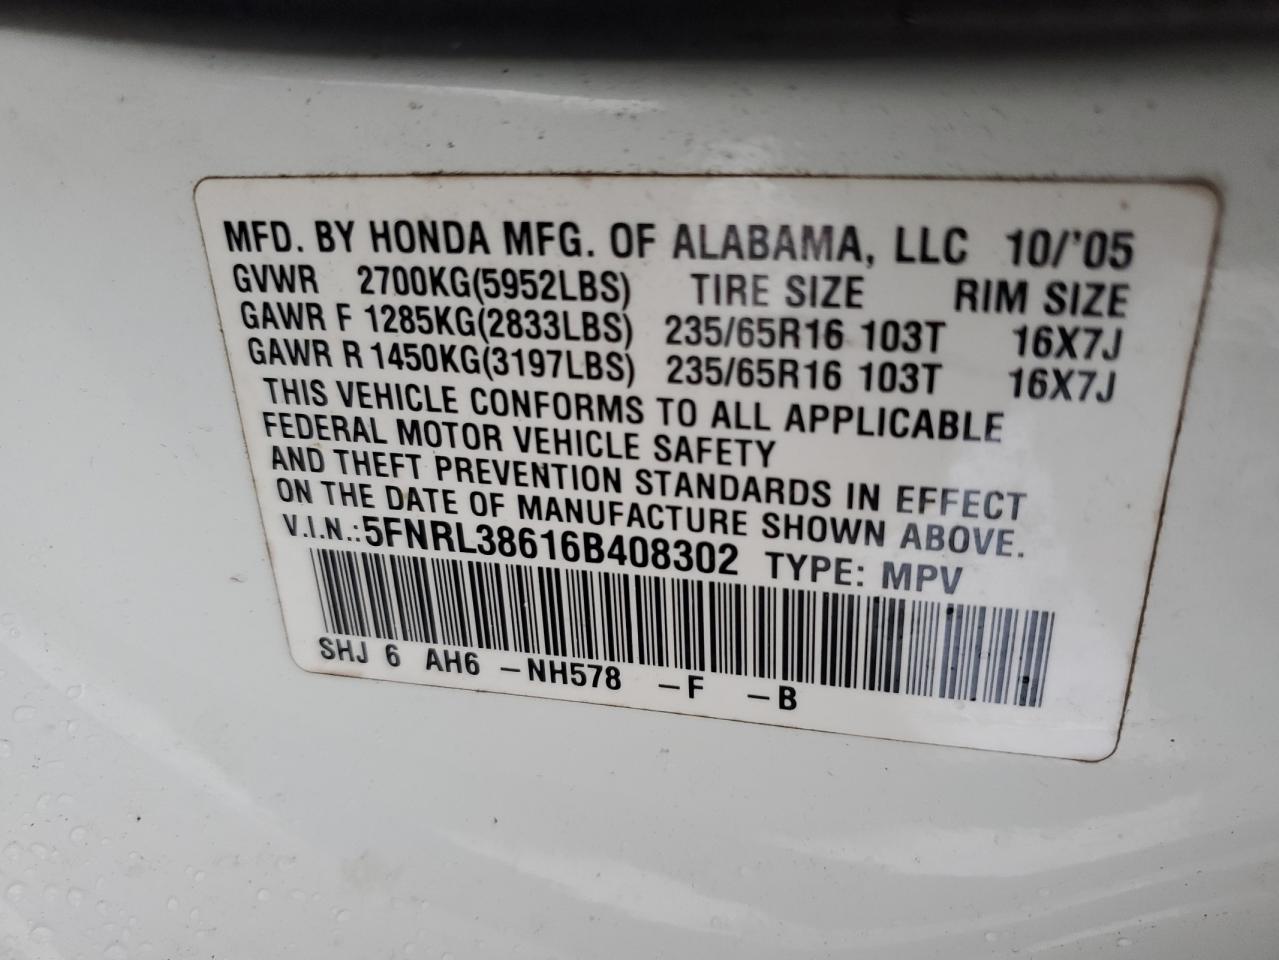 MFD. BY HONDA MFG. OF ALABAMA, LLC 10/'05
GVWR 2700KG(5952LBS) TIRE SIZE RIM SIZE
GAWR F 1285KG(2833LBS) 235/65R16 103T 16X7J
GAWR R 1450KG(3197LBS) 235/65R16 103T 16X7J
THIS VEHICLE CONFORMS TO ALL APPLICABLE
FEDERAL MOTOR VEHICLE SAFETY
AND THEFT PREVENTION STANDARDS IN EFFECT
ON THE DATE OF MANUFACTURE SHOWN ABOVE.
V.I.N.:5FNRL38616B408302 TYPE: MPV
SHJ 6 AH6 -NH578 -F -B